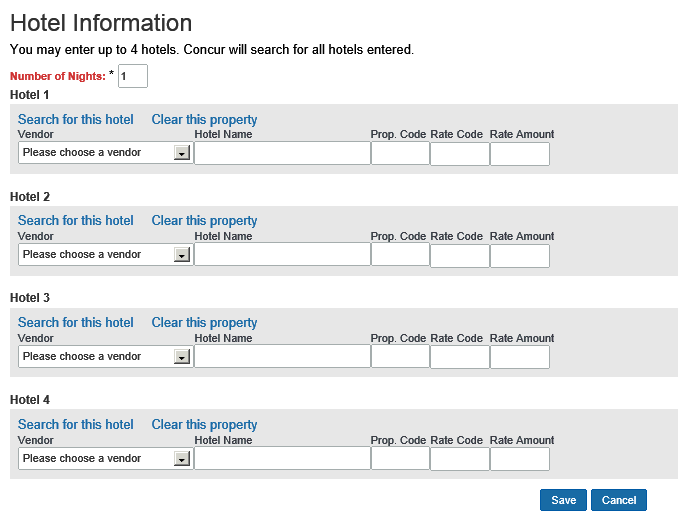 Hotel Information
You may enter up to 4 hotels. Concur will search for all hotels entered.
Number of Nights: * 1
Hotel 1
Search for this hotel Clear this property
Vendor Hotel Name Prop. Code Rate Code Rate Amount
Please choose a vendor
Hotel 2
Search for this hotel Clear this property
Vendor Hotel Name Prop. Code Rate Code Rate Amount
Please choose a vendor
Hotel 3
Search for this hotel Clear this property
Vendor Hotel Name Prop. Code Rate Code Rate Amount
Please choose a vendor
Hotel 4
Search for this hotel Clear this property
Vendor Hotel Name Prop. Code Rate Code Rate Amount
Please choose a vendor
Save Cancel